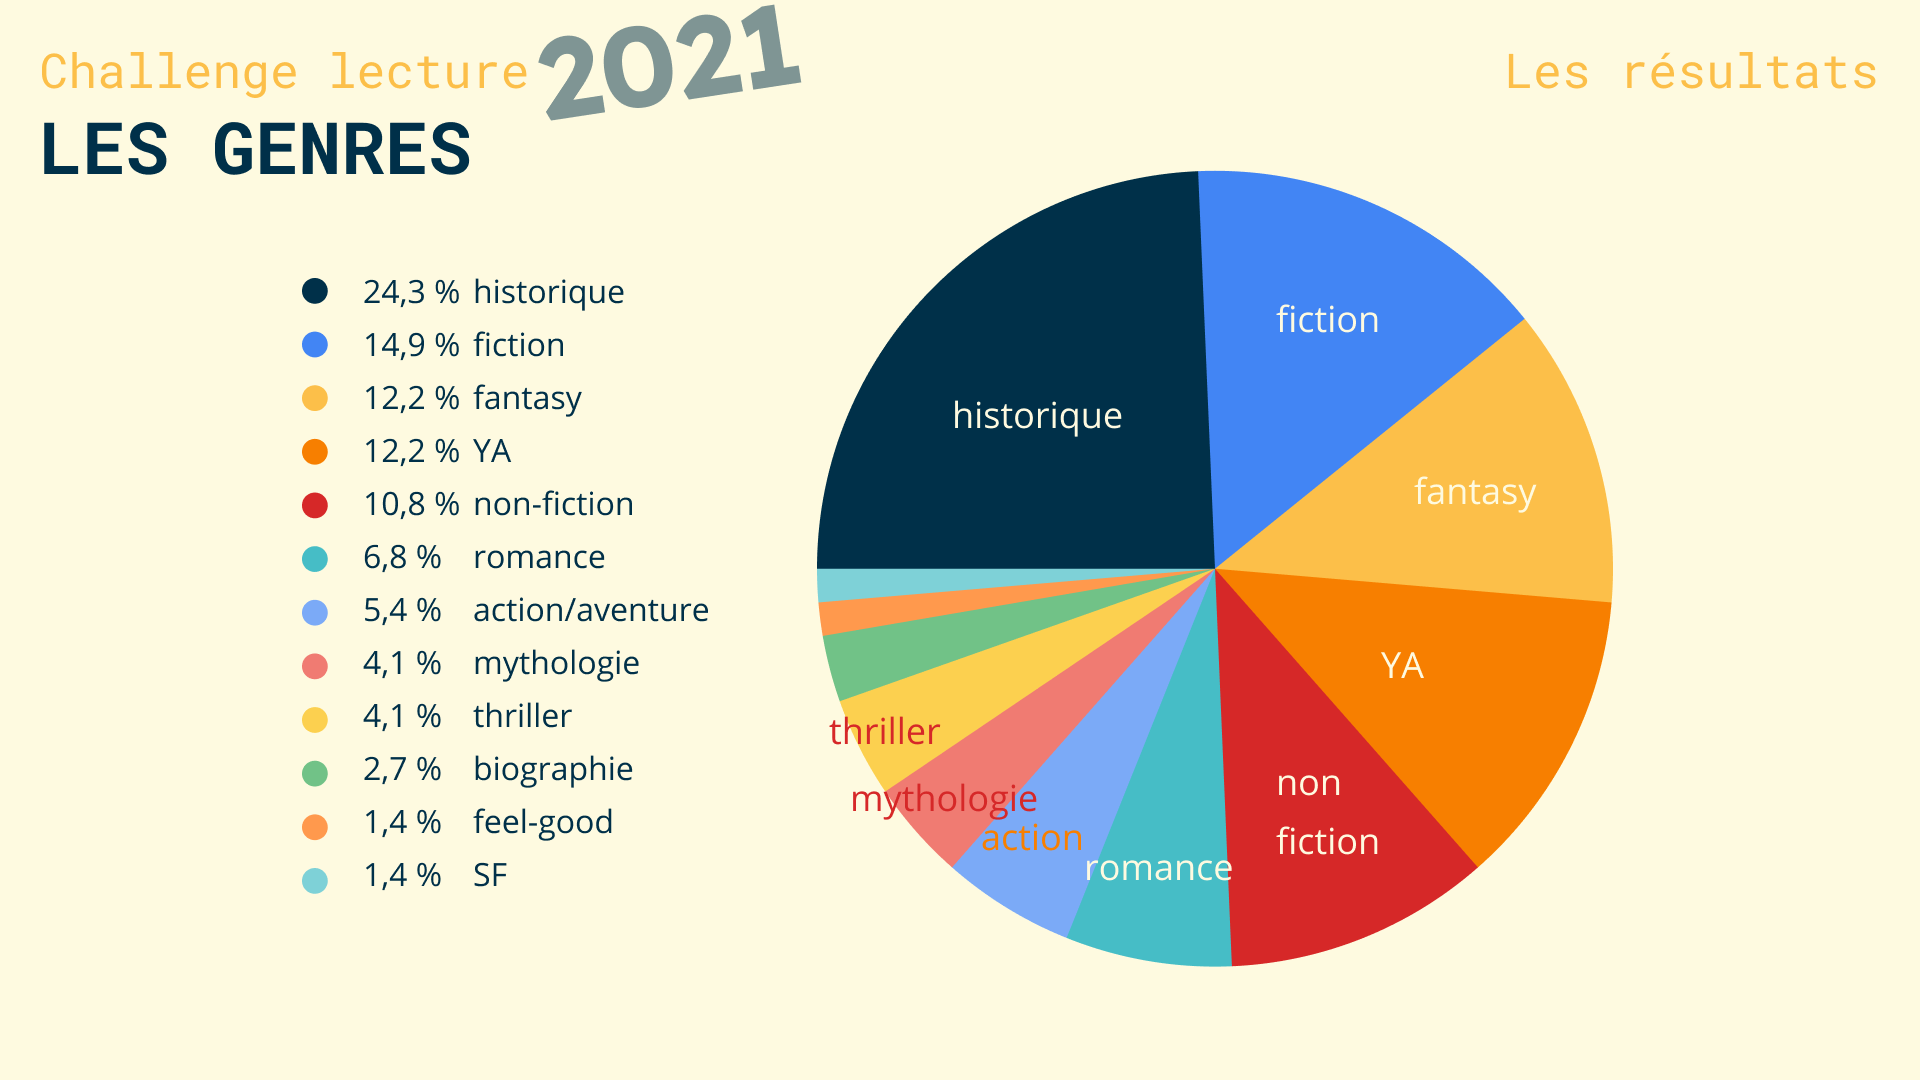 Challenge lecture 2021
Les résultats
LES GENRES
24,3 % historique
14,9 % fiction
12,2 % fantasy
12,2 % YA
10,8 % non-fiction
6,8 % romance
5,4 % action/aventure
4,1 % mythologie
4,1 % thriller
2,7 % biographie
1,4 % feel-good
1,4 % SF
fiction
historique
fantasy
YA
thriller
non
mythologie
action
fiction
romance